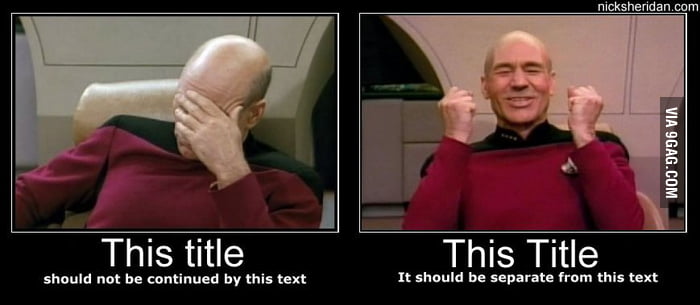 nicksheridan.com
VIA 9GAG.COM
This title
should not be continued by this text
This Title
It should be separate from this text